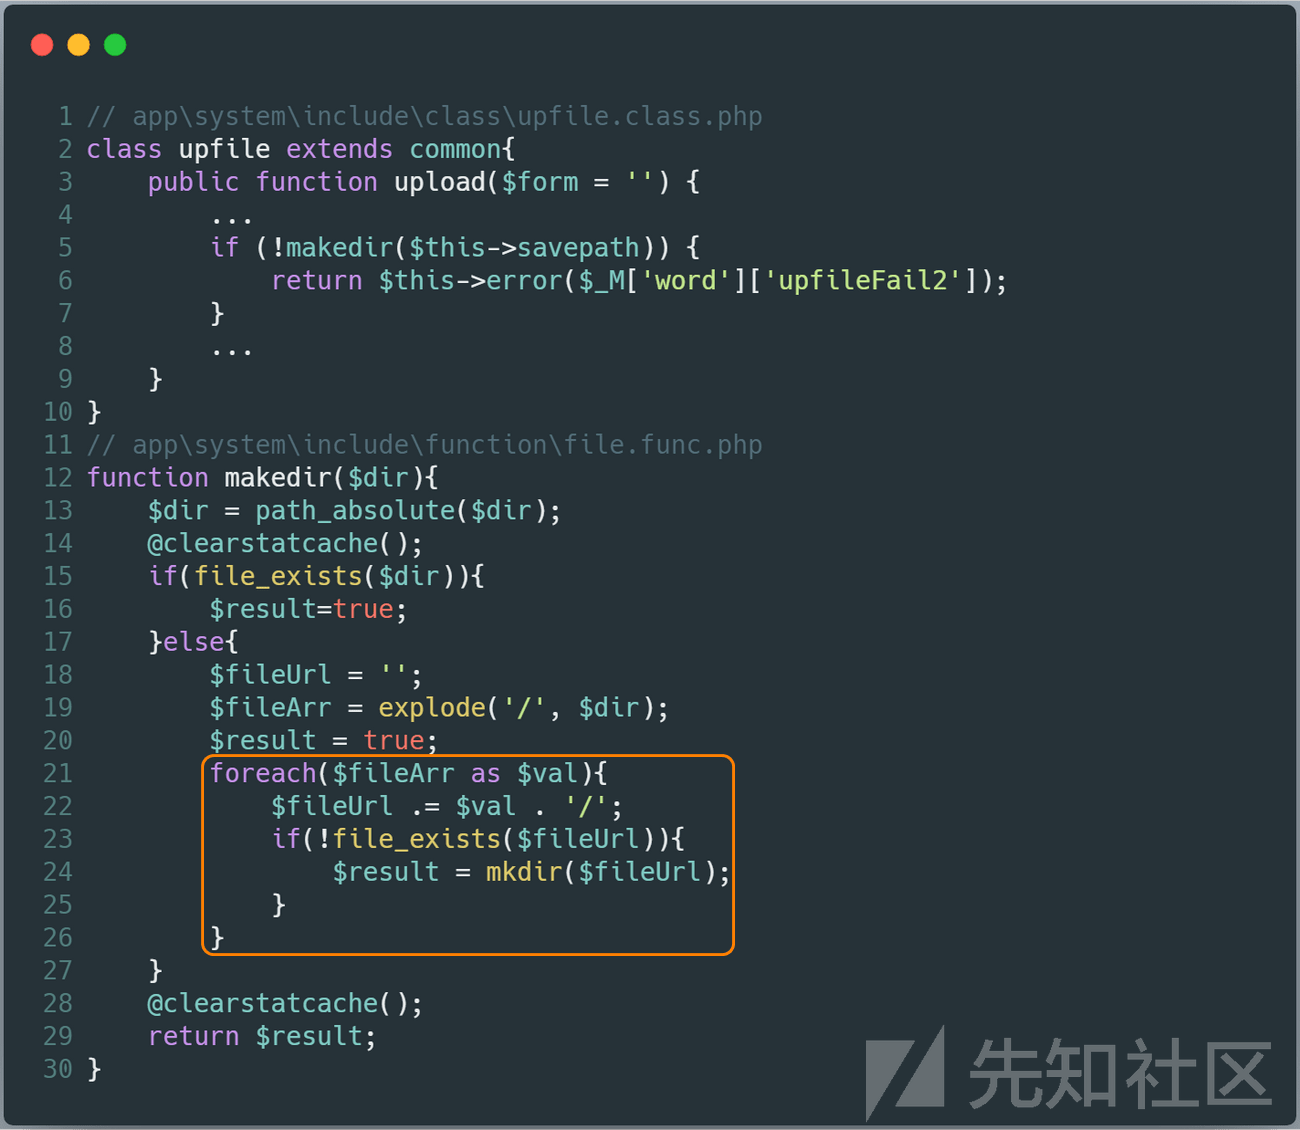 1 // app\system\include\class\upfile.class.php
2 class upfile extends common{
3     public function upload($form = '') {
4         ...
5         if (!makedir($this->savepath)) {
6             return $this->error($_M['word']['upfileFail2']);
7         }
8         ...
9     }
10 }
11 // app\system\include\function\file.func.php
12 function makedir($dir){
13     $dir = path_absolute($dir);
14     @clearstatcache();
15     if(file_exists($dir)){
16         $result=true;
17     }else{
18         $fileUrl = '';
19         $fileArr = explode('/', $dir);
20         $result = true;
21         foreach($fileArr as $val){
22             $fileUrl .= $val . '/';
23             if(!file_exists($fileUrl)){
24                 $result = mkdir($fileUrl);
25             }
26         }
27     }
28     @clearstatcache();
29     return $result;
30 }
先知社区